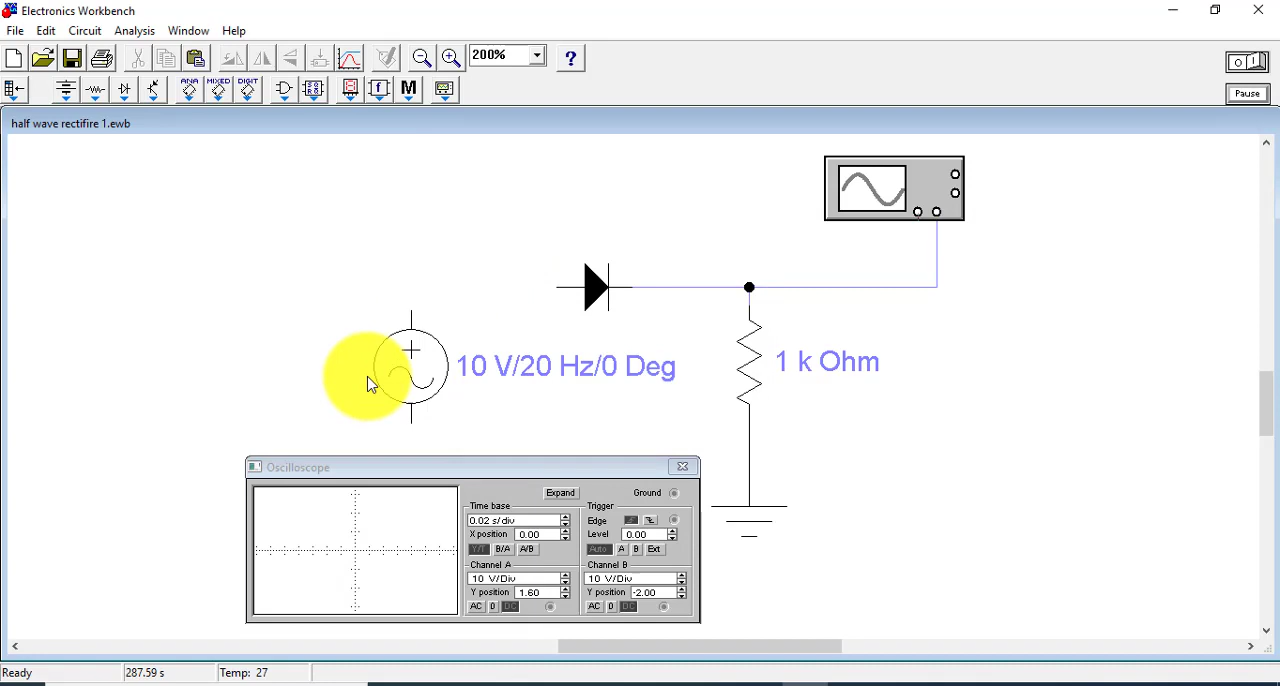 Electronics Workbench
File Edit Circuit Analysis Window Help
200% ?
ANA MIXED DIGIT f M
O I
Pause
half wave rectifire 1.ewb
10 V/20 Hz/0 Deg
1 k Ohm
Oscilloscope
Expand Ground
Time base Trigger
0.02 s/div Edge
X position 0.00 Level 0.00
Y/T B/A A/B Auto A B Ext
Channel A Channel B
10 V/Div 10 V/Div
Y position 1.60 Y position -2.00
AC 0 DC AC 0 DC
Ready 287.59 s Temp: 27